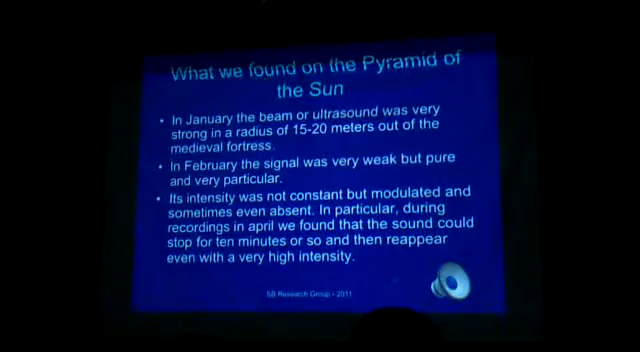 What we found on the Pyramid of
the Sun
• In January the beam or ultrasound was very
strong in a radius of 15-20 meters out of the
medieval fortress.
• In February the signal was very weak but pure
and very particular.
• Its intensity was not constant but modulated and
sometimes even absent. In particular, during
recordings in april we found that the sound could
stop for ten minutes or so and then reappear
even with a very high intensity.
SB Research Group - 2011